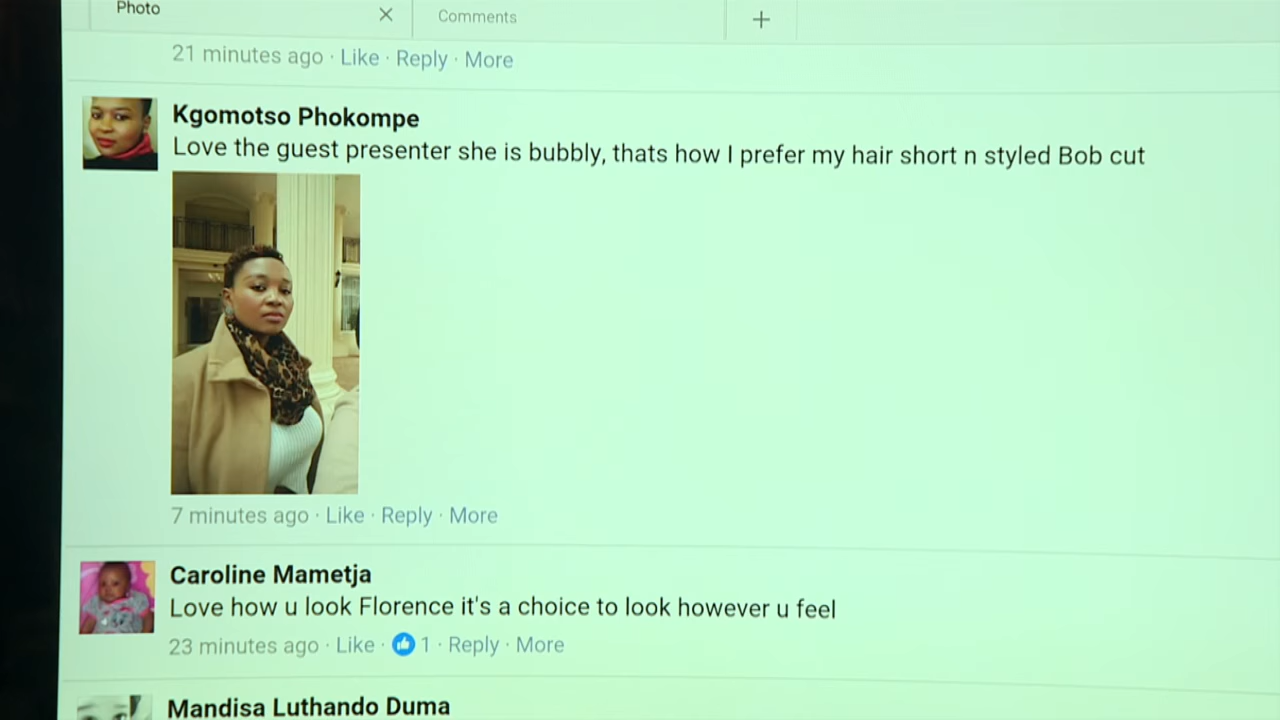 Photo
Comments
21 minutes ago · Like · Reply · More
Kgomotso Phokompe
Love the guest presenter she is bubbly, thats how I prefer my hair short n styled Bob cut
7 minutes ago · Like · Reply · More
Caroline Mametja
Love how u look Florence it's a choice to look however u feel
23 minutes ago · Like · 1 · Reply · More
Mandisa Luthando Duma